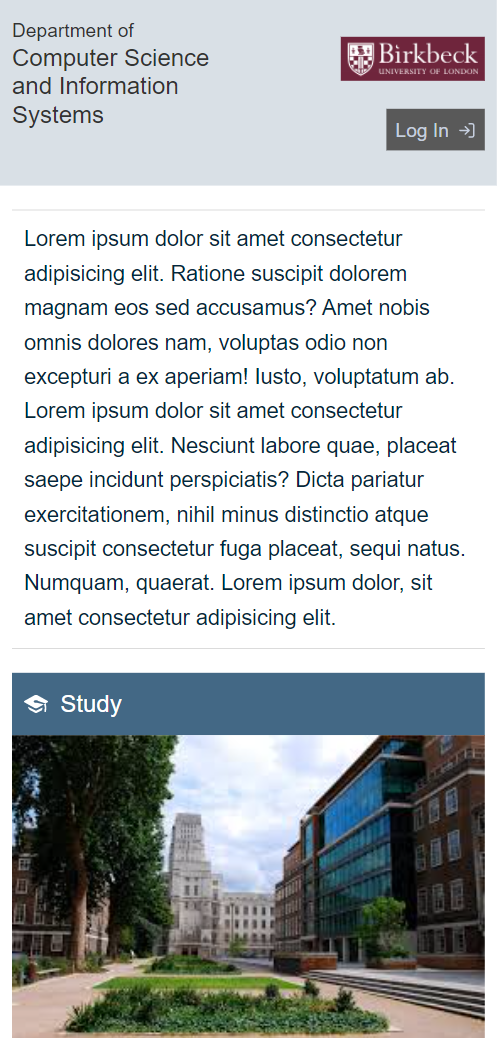 Department of
Computer Science
and Information
Systems
Birkbeck
UNIVERSITY OF LONDON
Log In
Lorem ipsum dolor sit amet consectetur
adipisicing elit. Ratione suscipit dolorem
magnam eos sed accusamus? Amet nobis
omnis dolores nam, voluptas odio non
excepturi a ex aperiam! Iusto, voluptatum ab.
Lorem ipsum dolor sit amet consectetur
adipisicing elit. Nesciunt labore quae, placeat
saepe incidunt perspiciatis? Dicta pariatur
exercitationem, nihil minus distinctio atque
suscipit consectetur fuga placeat, sequi natus.
Numquam, quaerat. Lorem ipsum dolor, sit
amet consectetur adipisicing elit.
Study